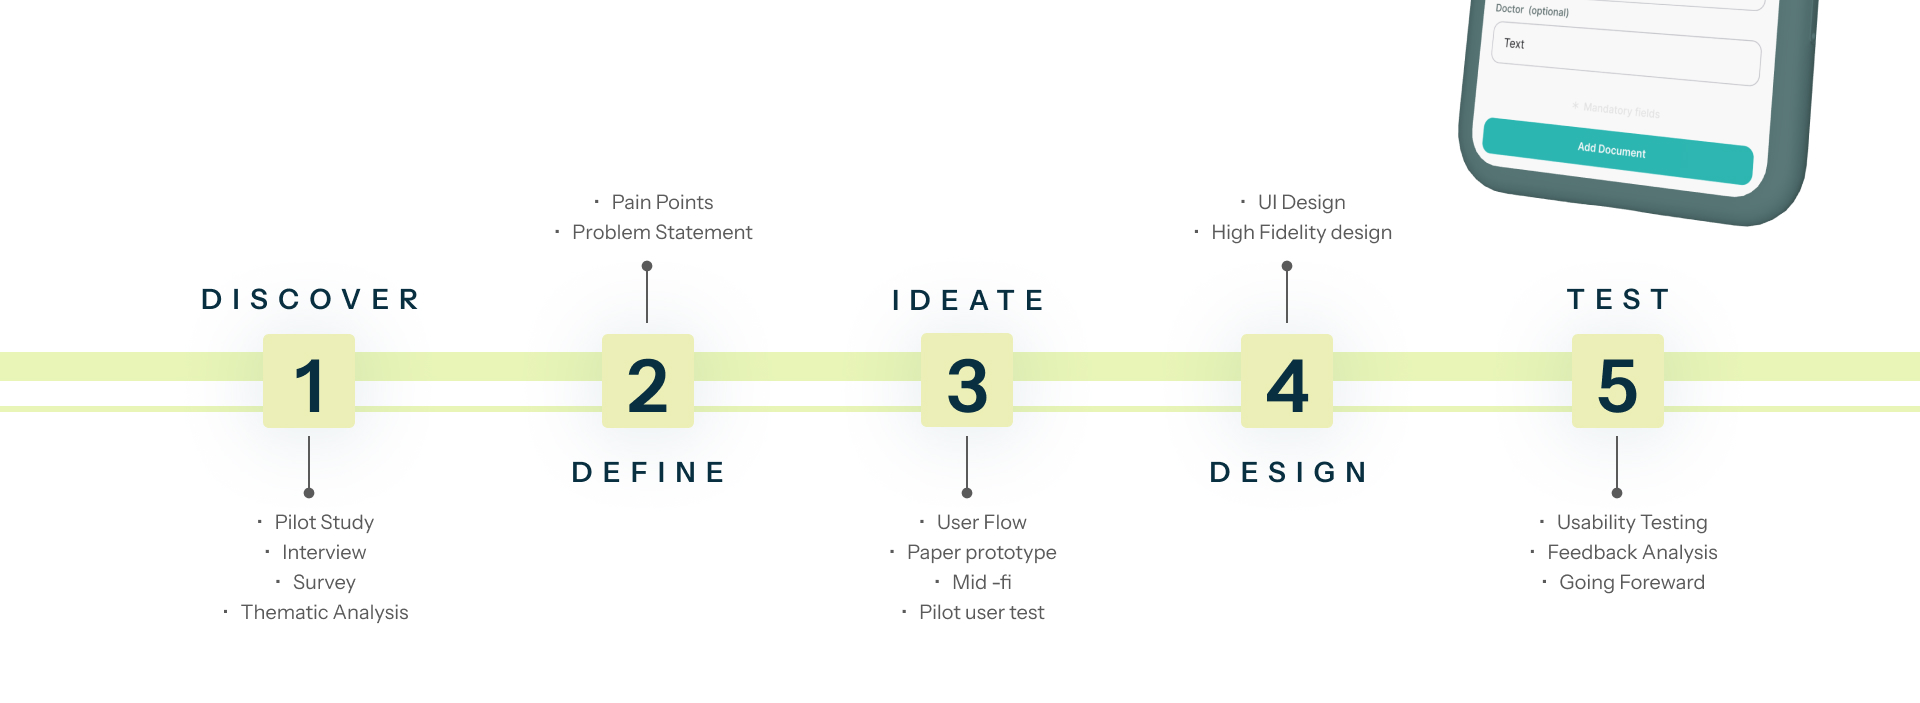 Doctor (optional)
Text
* Mandatory fields
Add Document
DISCOVER
1
· Pilot Study
· Interview
· Survey
· Thematic Analysis
· Pain Points
· Problem Statement
2
DEFINE
IDEATE
3
· User Flow
· Paper prototype
· Mid -fi
· Pilot user test
· UI Design
· High Fidelity design
4
DESIGN
TEST
5
· Usability Testing
· Feedback Analysis
· Going Foreward